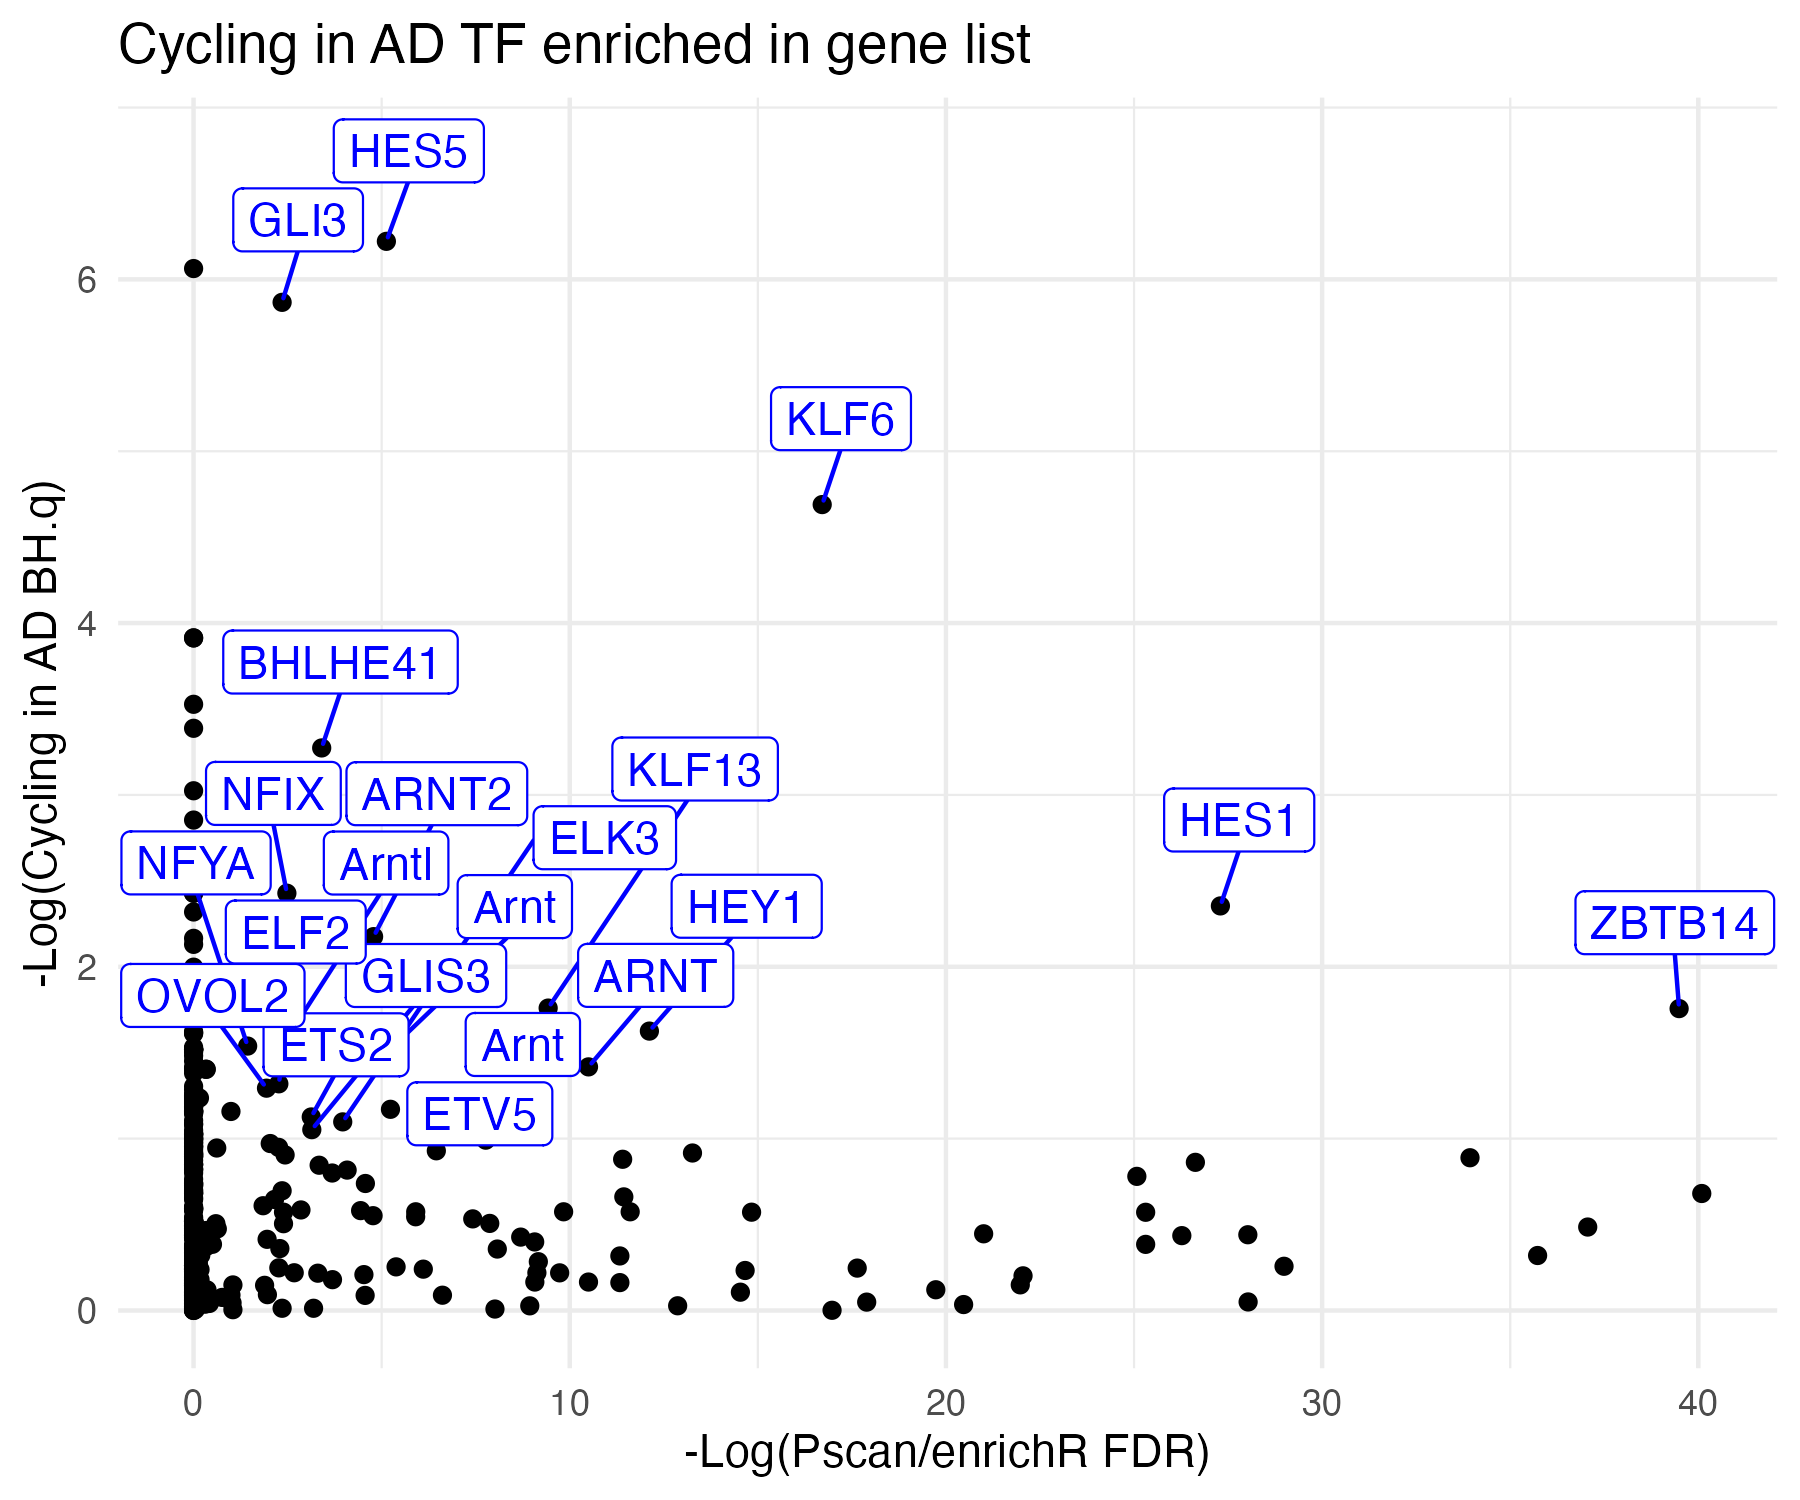 Cycling in AD TF enriched in gene list
HES5
GLI3
6
KLF6
-Log(Cycling in AD BH.q)
4
BHLHE41
KLF13
NFIX
ARNT2
HES1
ELK3
NFYA
Arntl
Arnt
HEY1
ZBTB14
ELF2
2
GLIS3
ARNT
OVOL2
ETS2
Arnt
ETV5
0
0 10 20 30 40
-Log(Pscan/enrichR FDR)